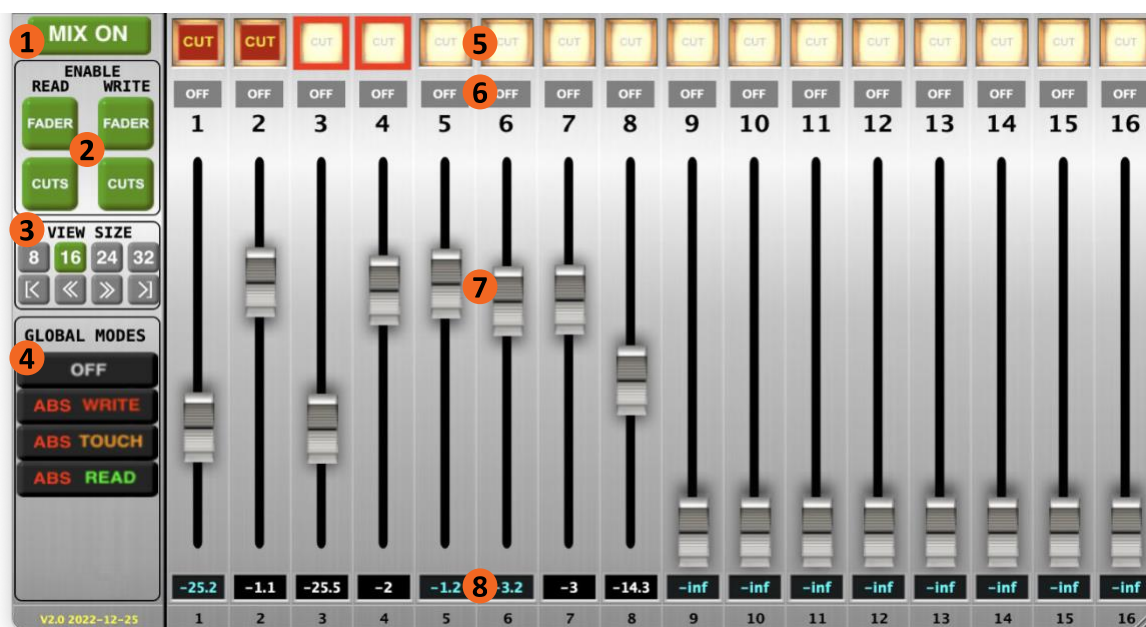 1 MIX ON
ENABLE
READ WRITE
FADER FADER
2
CUTS CUTS
3 VIEW SIZE
8 16 24 32
GLOBAL MODES
4
OFF
ABS WRITE
ABS TOUCH
ABS READ
V2.0 2022-12-25
CUT CUT CUT CUT CUT 5 CUT CUT CUT CUT CUT CUT CUT CUT CUT CUT CUT
OFF OFF OFF OFF OFF 6 OFF OFF OFF OFF OFF OFF OFF OFF OFF OFF OFF
1 2 3 4 5 6 7 8 9 10 11 12 13 14 15 16
7
-25.2 -1.1 -25.5 -2 -1.2 8 -3.2 -3 -14.3 -inf -inf -inf -inf -inf -inf -inf -inf
1 2 3 4 5 6 7 8 9 10 11 12 13 14 15 16